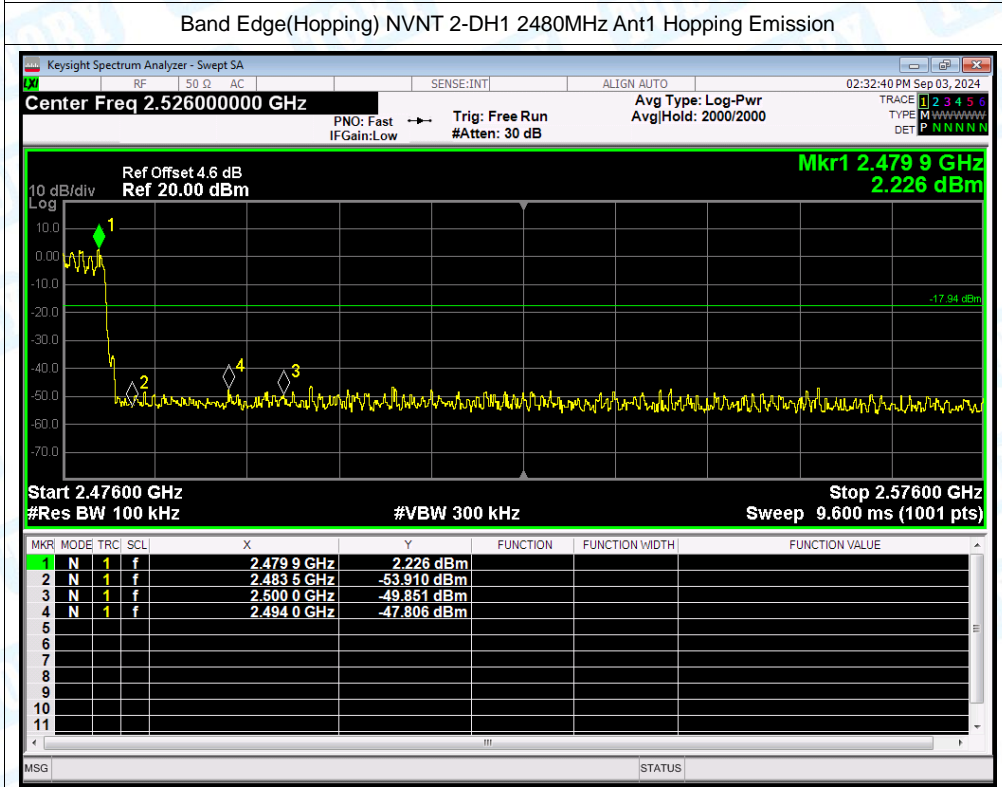 Band Edge(Hopping) NVNT 2-DH1 2480MHz Ant1 Hopping Emission
Keysight Spectrum Analyzer - Swept SA
LXI RF 50 Ω AC SENSE:INT ALIGN AUTO 02:32:40 PM Sep 03, 2024
Center Freq 2.526000000 GHz Avg Type: Log-Pwr TRACE 1 2 3 4 5 6
PNO: Fast Trig: Free Run Avg|Hold: 2000/2000 TYPE M WWWWW
IFGain:Low #Atten: 30 dB DET P N N N N N
Mkr1 2.479 9 GHz
Ref Offset 4.6 dB
10 dB/div Ref 20.00 dBm 2.226 dBm
Log
10.0
1
0.00
-10.0
-17.94 dBm
-20.0
-30.0
-40.0
4
3
2
-50.0
-60.0
-70.0
Start 2.47600 GHz Stop 2.57600 GHz
#Res BW 100 kHz #VBW 300 kHz Sweep 9.600 ms (1001 pts)
MKR MODE TRC SCL X Y FUNCTION FUNCTION WIDTH FUNCTION VALUE
1 N 1 f 2.479 9 GHz 2.226 dBm
2 N 1 f 2.483 5 GHz -53.910 dBm
3 N 1 f 2.500 0 GHz -49.851 dBm
4 N 1 f 2.494 0 GHz -47.806 dBm
5
6
7
8
9
10
11
MSG STATUS